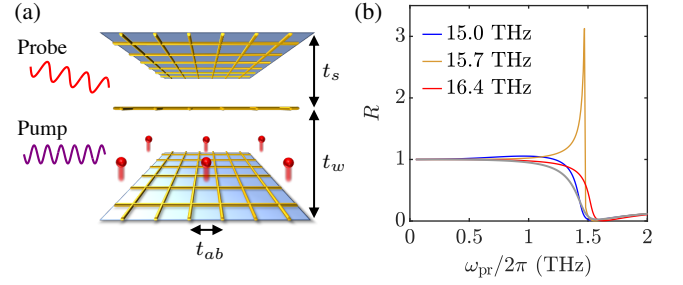 (a)
Probe
Pump
t_s
t_w
t_ab
(b)
15.0 THz
15.7 THz
16.4 THz
R
3
2
1
0
0 0.5 1 1.5 2
ω_pr/2π (THz)